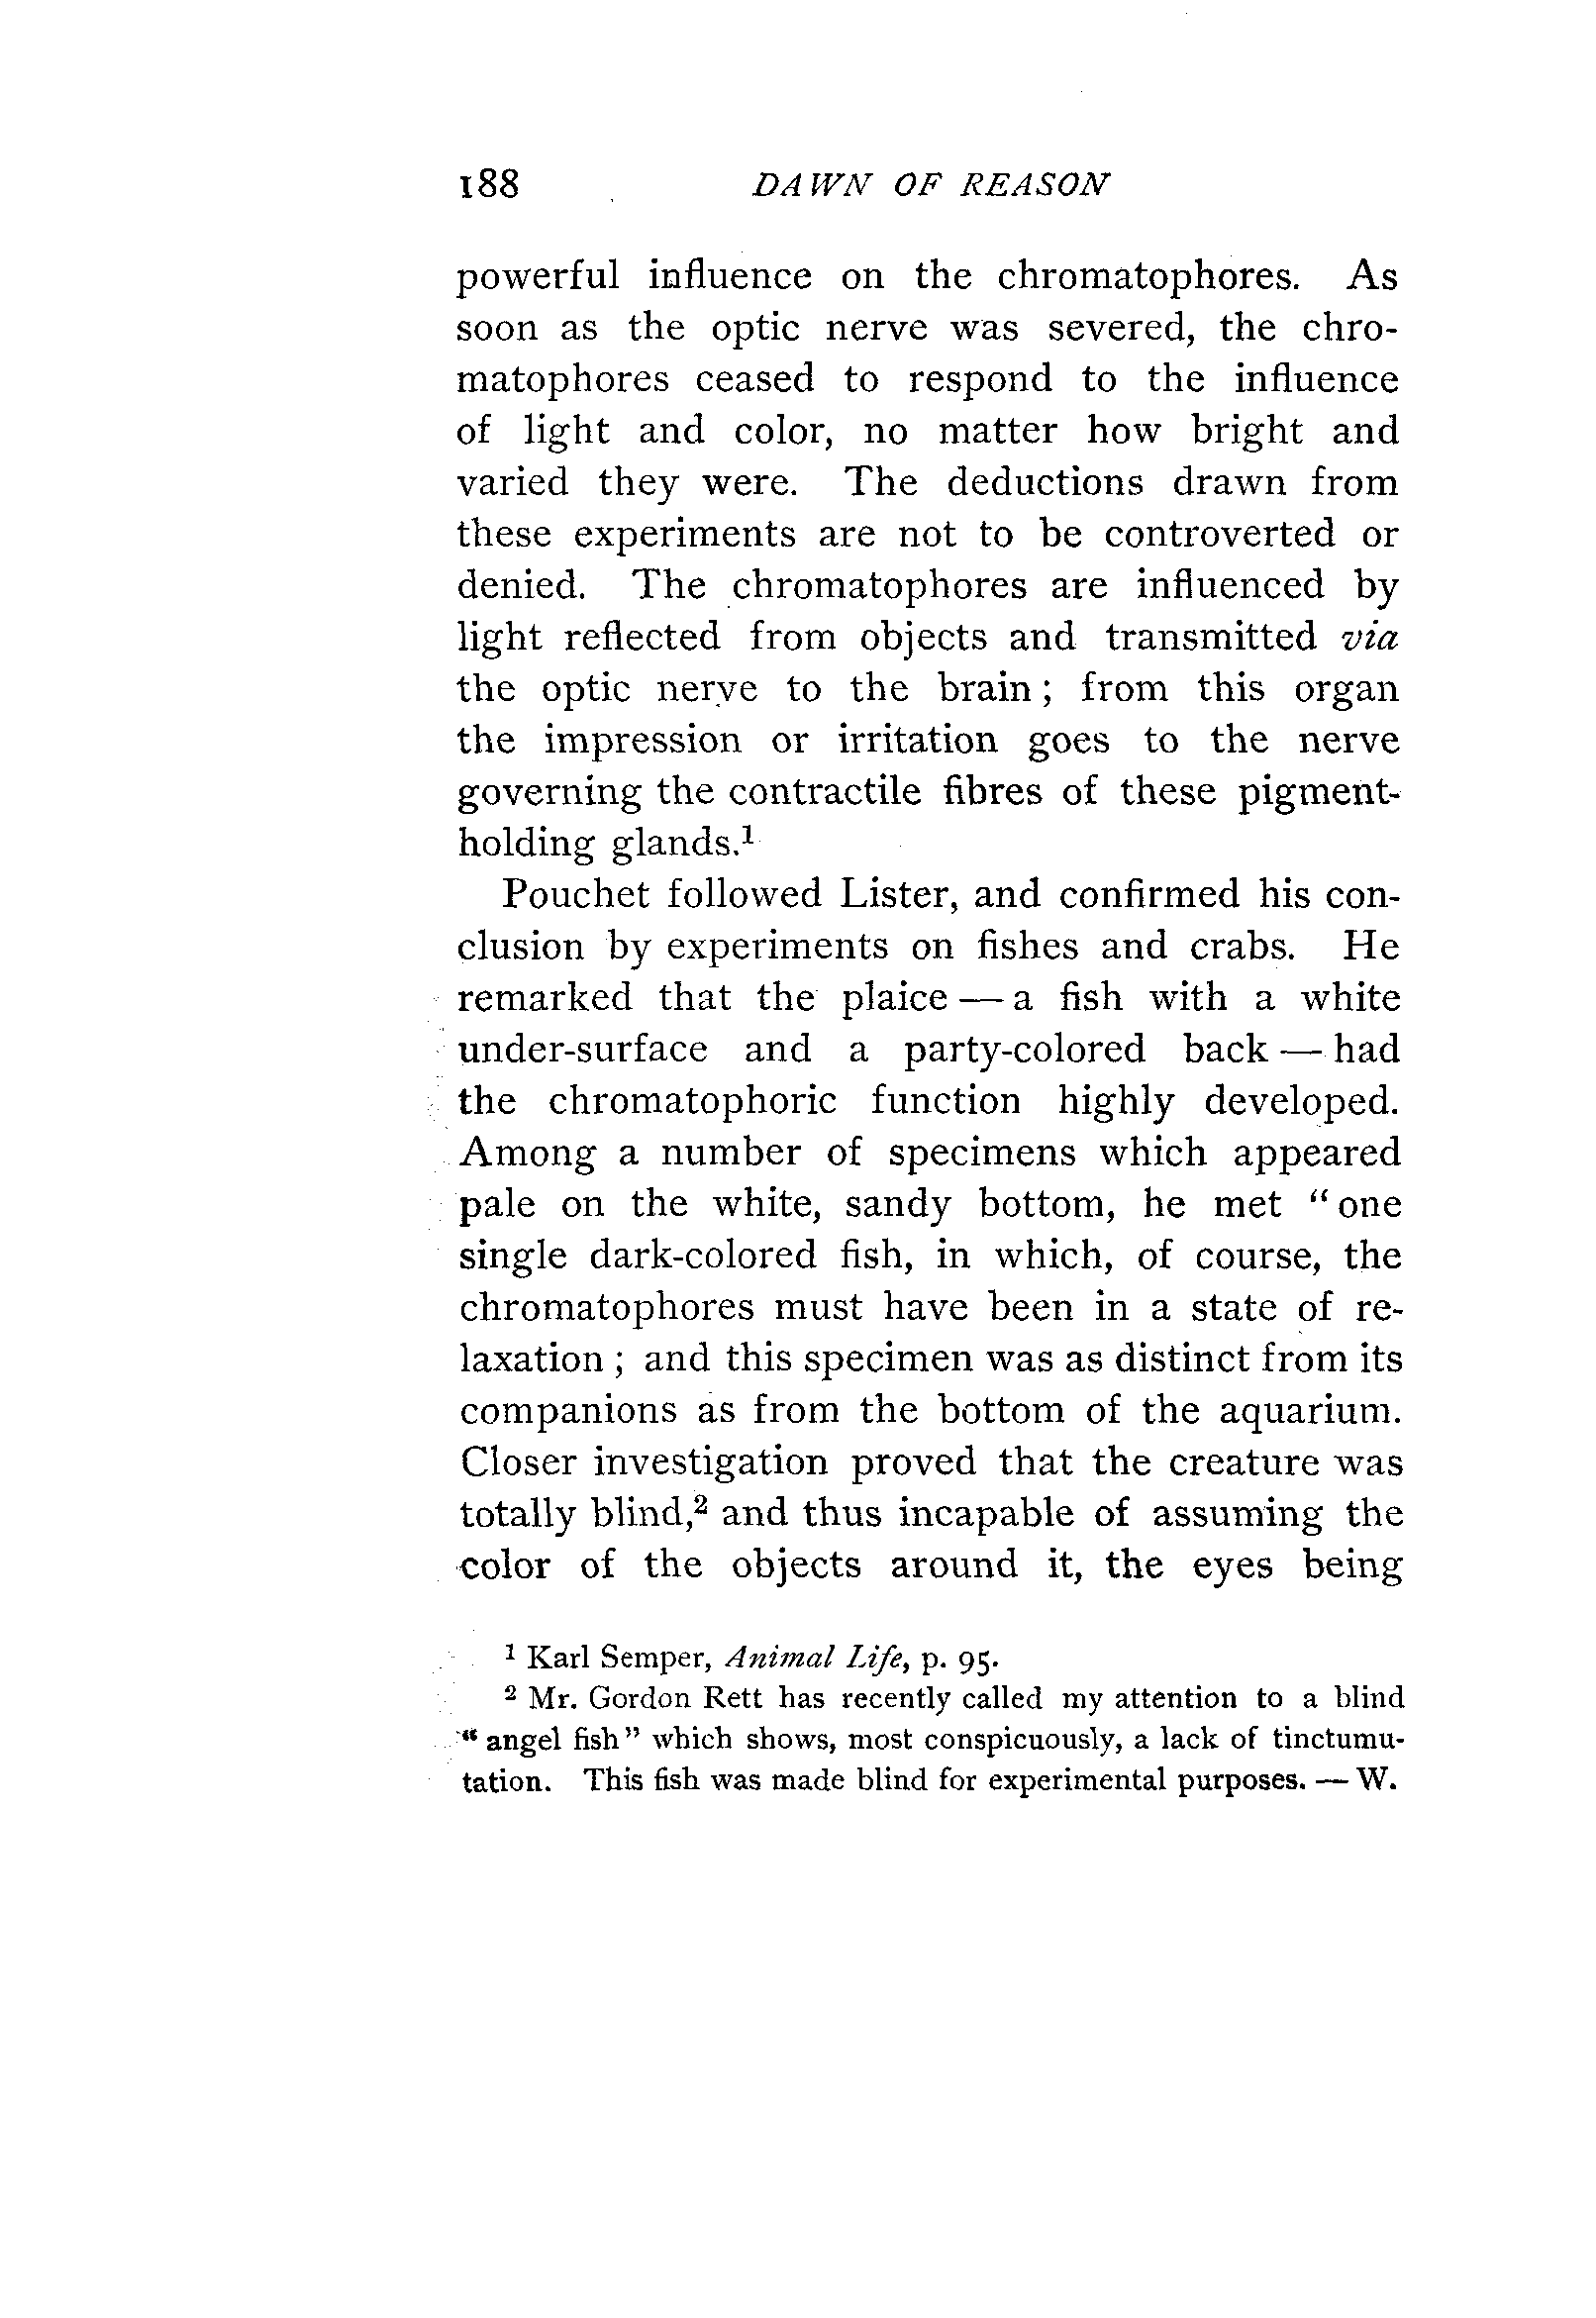 188 DAWN OF REASON
powerful influence on the chromatophores. As
soon as the optic nerve was severed, the chro-
matophores ceased to respond to the influence
of light and color, no matter how bright and
varied they were. The deductions drawn from
these experiments are not to be controverted or
denied. The chromatophores are influenced by
light reflected from objects and transmitted via
the optic nerve to the brain; from this organ
the impression or irritation goes to the nerve
governing the contractile fibres of these pigment-
holding glands.¹
Pouchet followed Lister, and confirmed his con-
clusion by experiments on fishes and crabs. He
remarked that the plaice — a fish with a white
under-surface and a party-colored back — had
the chromatophoric function highly developed.
Among a number of specimens which appeared
pale on the white, sandy bottom, he met "one
single dark-colored fish, in which, of course, the
chromatophores must have been in a state of re-
laxation; and this specimen was as distinct from its
companions as from the bottom of the aquarium.
Closer investigation proved that the creature was
totally blind,² and thus incapable of assuming the
color of the objects around it, the eyes being
¹ Karl Semper, Animal Life, p. 95.
² Mr. Gordon Rett has recently called my attention to a blind
"angel fish" which shows, most conspicuously, a lack of tinctumu-
tation. This fish was made blind for experimental purposes. — W.